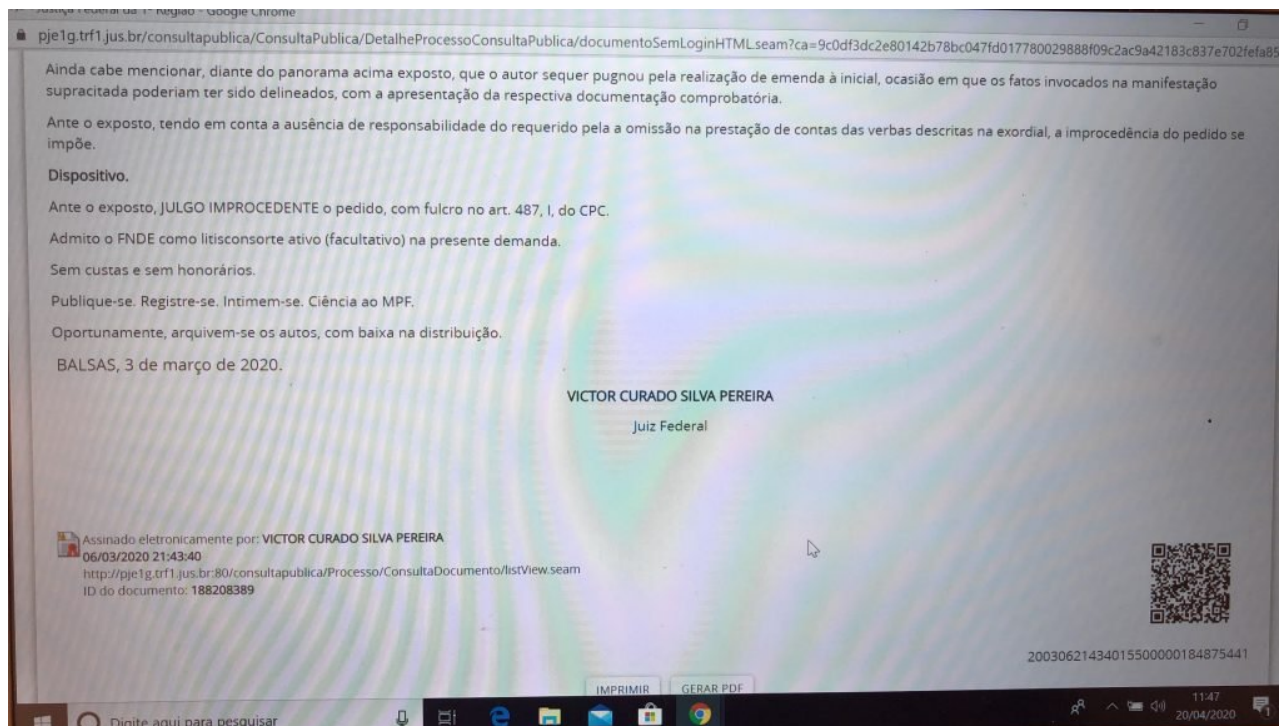 Justiça Federal da 1ª Região - Google Chrome
pje1g.trf1.jus.br/consultapublica/ConsultaPublica/DetalheProcessoConsultaPublica/documentoSemLoginHTML.seam?ca=9c0df3dc2e80142b78bc047fd017780029888f09c2ac9a42183c837e702fefa85
Ainda cabe mencionar, diante do panorama acima exposto, que o autor sequer pugnou pela realização de emenda à inicial, ocasião em que os fatos invocados na manifestação
supracitada poderiam ter sido delineados, com a apresentação da respectiva documentação comprobatória.
Ante o exposto, tendo em conta a ausência de responsabilidade do requerido pela a omissão na prestação de contas das verbas descritas na exordial, a improcedência do pedido se
impõe.
Dispositivo.
Ante o exposto, JULGO IMPROCEDENTE o pedido, com fulcro no art. 487, I, do CPC.
Admito o FNDE como litisconsorte ativo (facultativo) na presente demanda.
Sem custas e sem honorários.
Publique-se. Registre-se. Intimem-se. Ciência ao MPF.
Oportunamente, arquivem-se os autos, com baixa na distribuição.
BALSAS, 3 de março de 2020.
VICTOR CURADO SILVA PEREIRA
Juiz Federal
Assinado eletronicamente por: VICTOR CURADO SILVA PEREIRA
06/03/2020 21:43:40
http://pje1g.trf1.jus.br:80/consultapublica/Processo/ConsultaDocumento/listView.seam
ID do documento: 188208389
20030621434015500000184875441
IMPRIMIR GERAR PDF
Digite aqui para pesquisar
11:47
20/04/2020